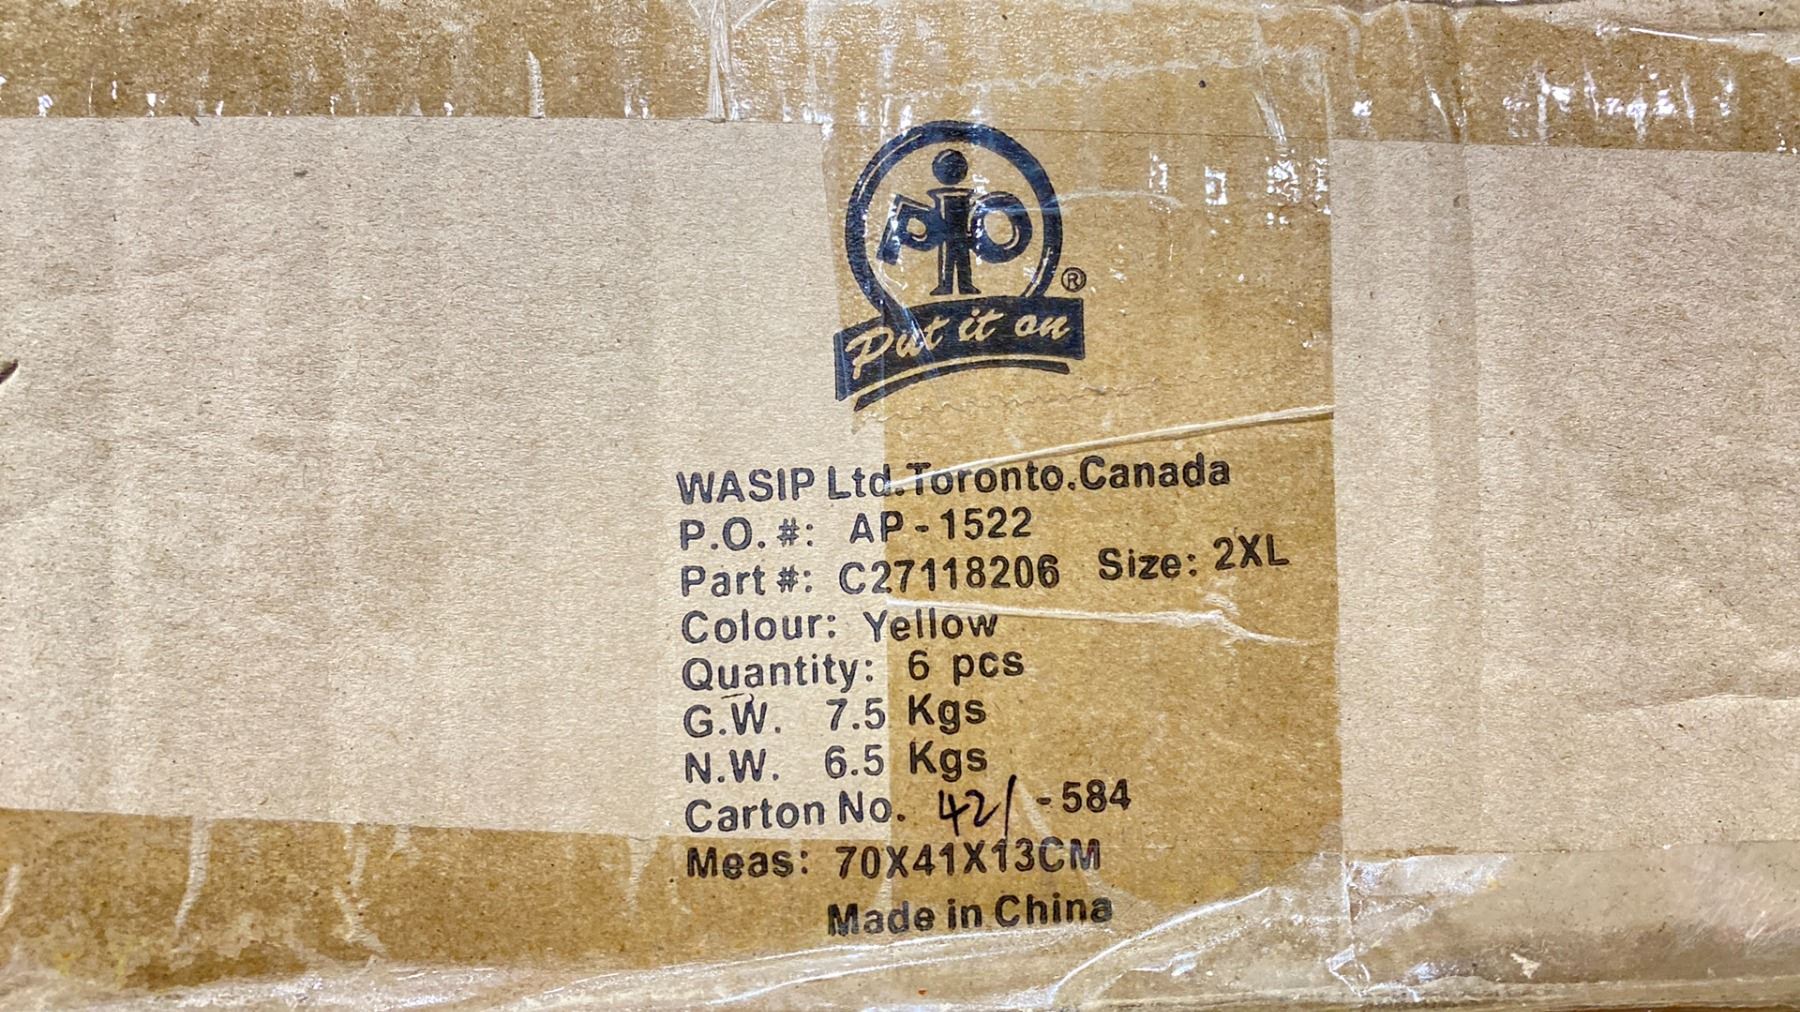 PIO
®
Put it on
WASIP Ltd.Toronto.Canada
P.O.#: AP-1522
Part#: C27118206 Size: 2XL
Colour: Yellow
Quantity: 6 pcs
G.W. 7.5 Kgs
N.W. 6.5 Kgs
Carton No. 421 -584
Meas: 70X41X13CM
Made in China